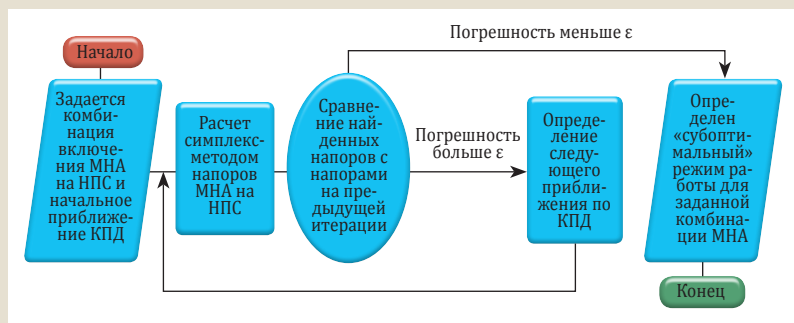 Начало
Задается
комби-
нация
включе-
ния МНА
на НПС и
начальное
приближе-
ние КПД
Расчет
симплекс-
методом
напоров
МНА на
НПС
Сравне-
ние най-
денных
напоров с
напорами
на пре-
дыдущей
итерации
Погрешность меньше ε
Погрешность
больше ε
Опреде-
ление
следу-
ющего
прибли-
жения по
КПД
Опре-
делен
«субопти-
мальный»
режим ра-
боты для
заданной
комбина-
ции МНА
Конец